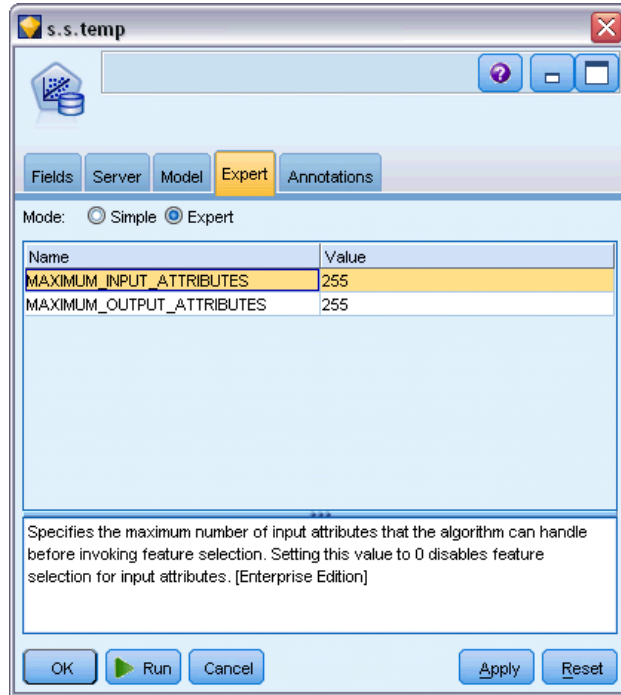 s.s.temp
Fields Server Model Expert Annotations
Mode: Simple Expert
Name Value
MAXIMUM_INPUT_ATTRIBUTES 255
MAXIMUM_OUTPUT_ATTRIBUTES 255
Specifies the maximum number of input attributes that the algorithm can handle
before invoking feature selection. Setting this value to 0 disables feature
selection for input attributes. [Enterprise Edition]
OK Run Cancel Apply Reset